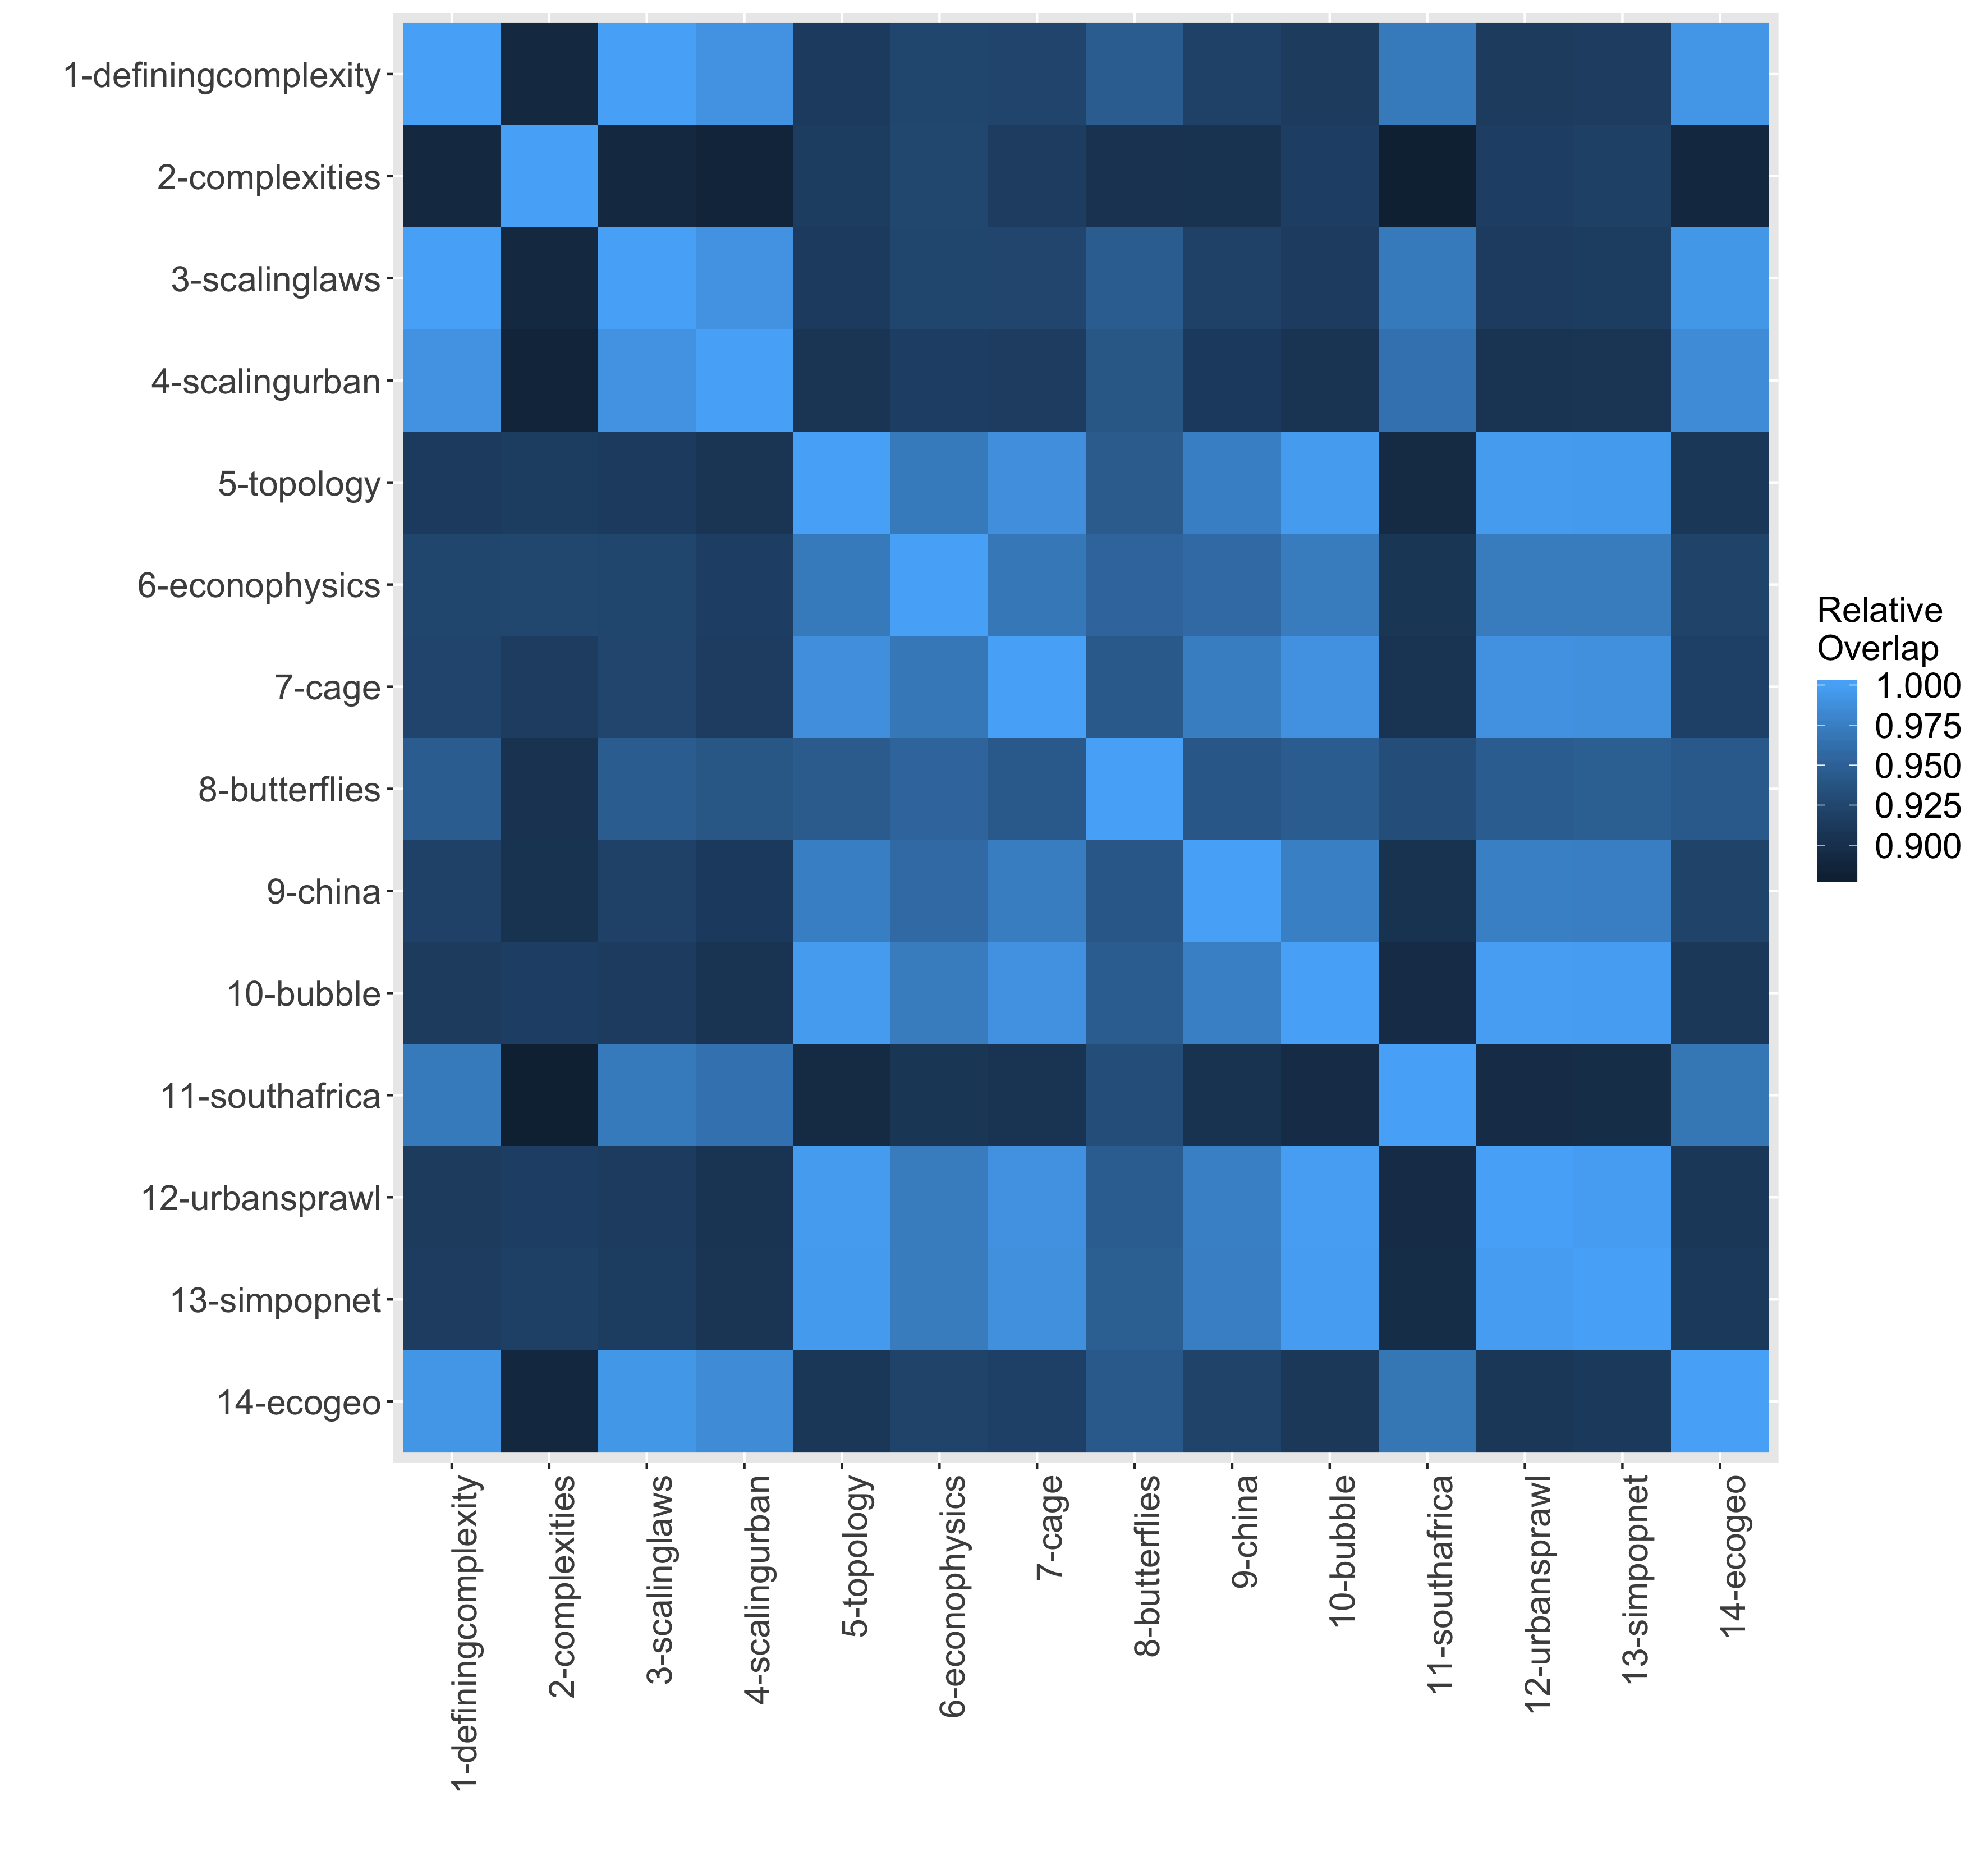 1-definingcomplexity
2-complexities
3-scalinglaws
4-scalingurban
5-topology
6-econophysics
7-cage
8-butterflies
9-china
10-bubble
11-southafrica
12-urbansprawl
13-simpopnet
14-ecogeo
1-definingcomplexity
2-complexities
3-scalinglaws
4-scalingurban
5-topology
6-econophysics
7-cage
8-butterflies
9-china
10-bubble
11-southafrica
12-urbansprawl
13-simpopnet
14-ecogeo
Relative
Overlap
1.000
0.975
0.950
0.925
0.900